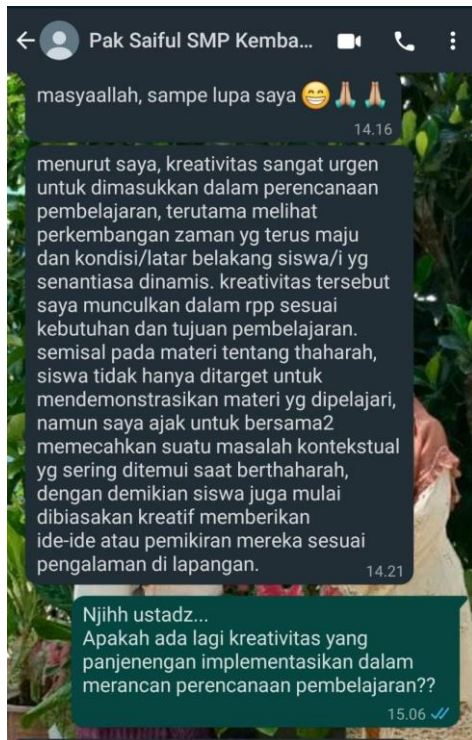 Pak Saiful SMP Kemba...
masyaallah, sampe lupa saya 😁🙏🏼🙏🏼
14.16
menurut saya, kreativitas sangat urgen
untuk dimasukkan dalam perencanaan
pembelajaran, terutama melihat
perkembangan zaman yg terus maju
dan kondisi/latar belakang siswa/i yg
senantiasa dinamis. kreativitas tersebut
saya munculkan dalam rpp sesuai
kebutuhan dan tujuan pembelajaran.
semisal pada materi tentang thaharah,
siswa tidak hanya ditarget untuk
mendemonstrasikan materi yg dipelajari,
namun saya ajak untuk bersama2
memecahkan suatu masalah kontekstual
yg sering ditemui saat berthaharah,
dengan demikian siswa juga mulai
dibiasakan kreatif memberikan
ide-ide atau pemikiran mereka sesuai
pengalaman di lapangan.
14.21
Njihh ustadz...
Apakah ada lagi kreativitas yang
panjenengan implementasikan dalam
merancan perencanaan pembelajaran??
15.06